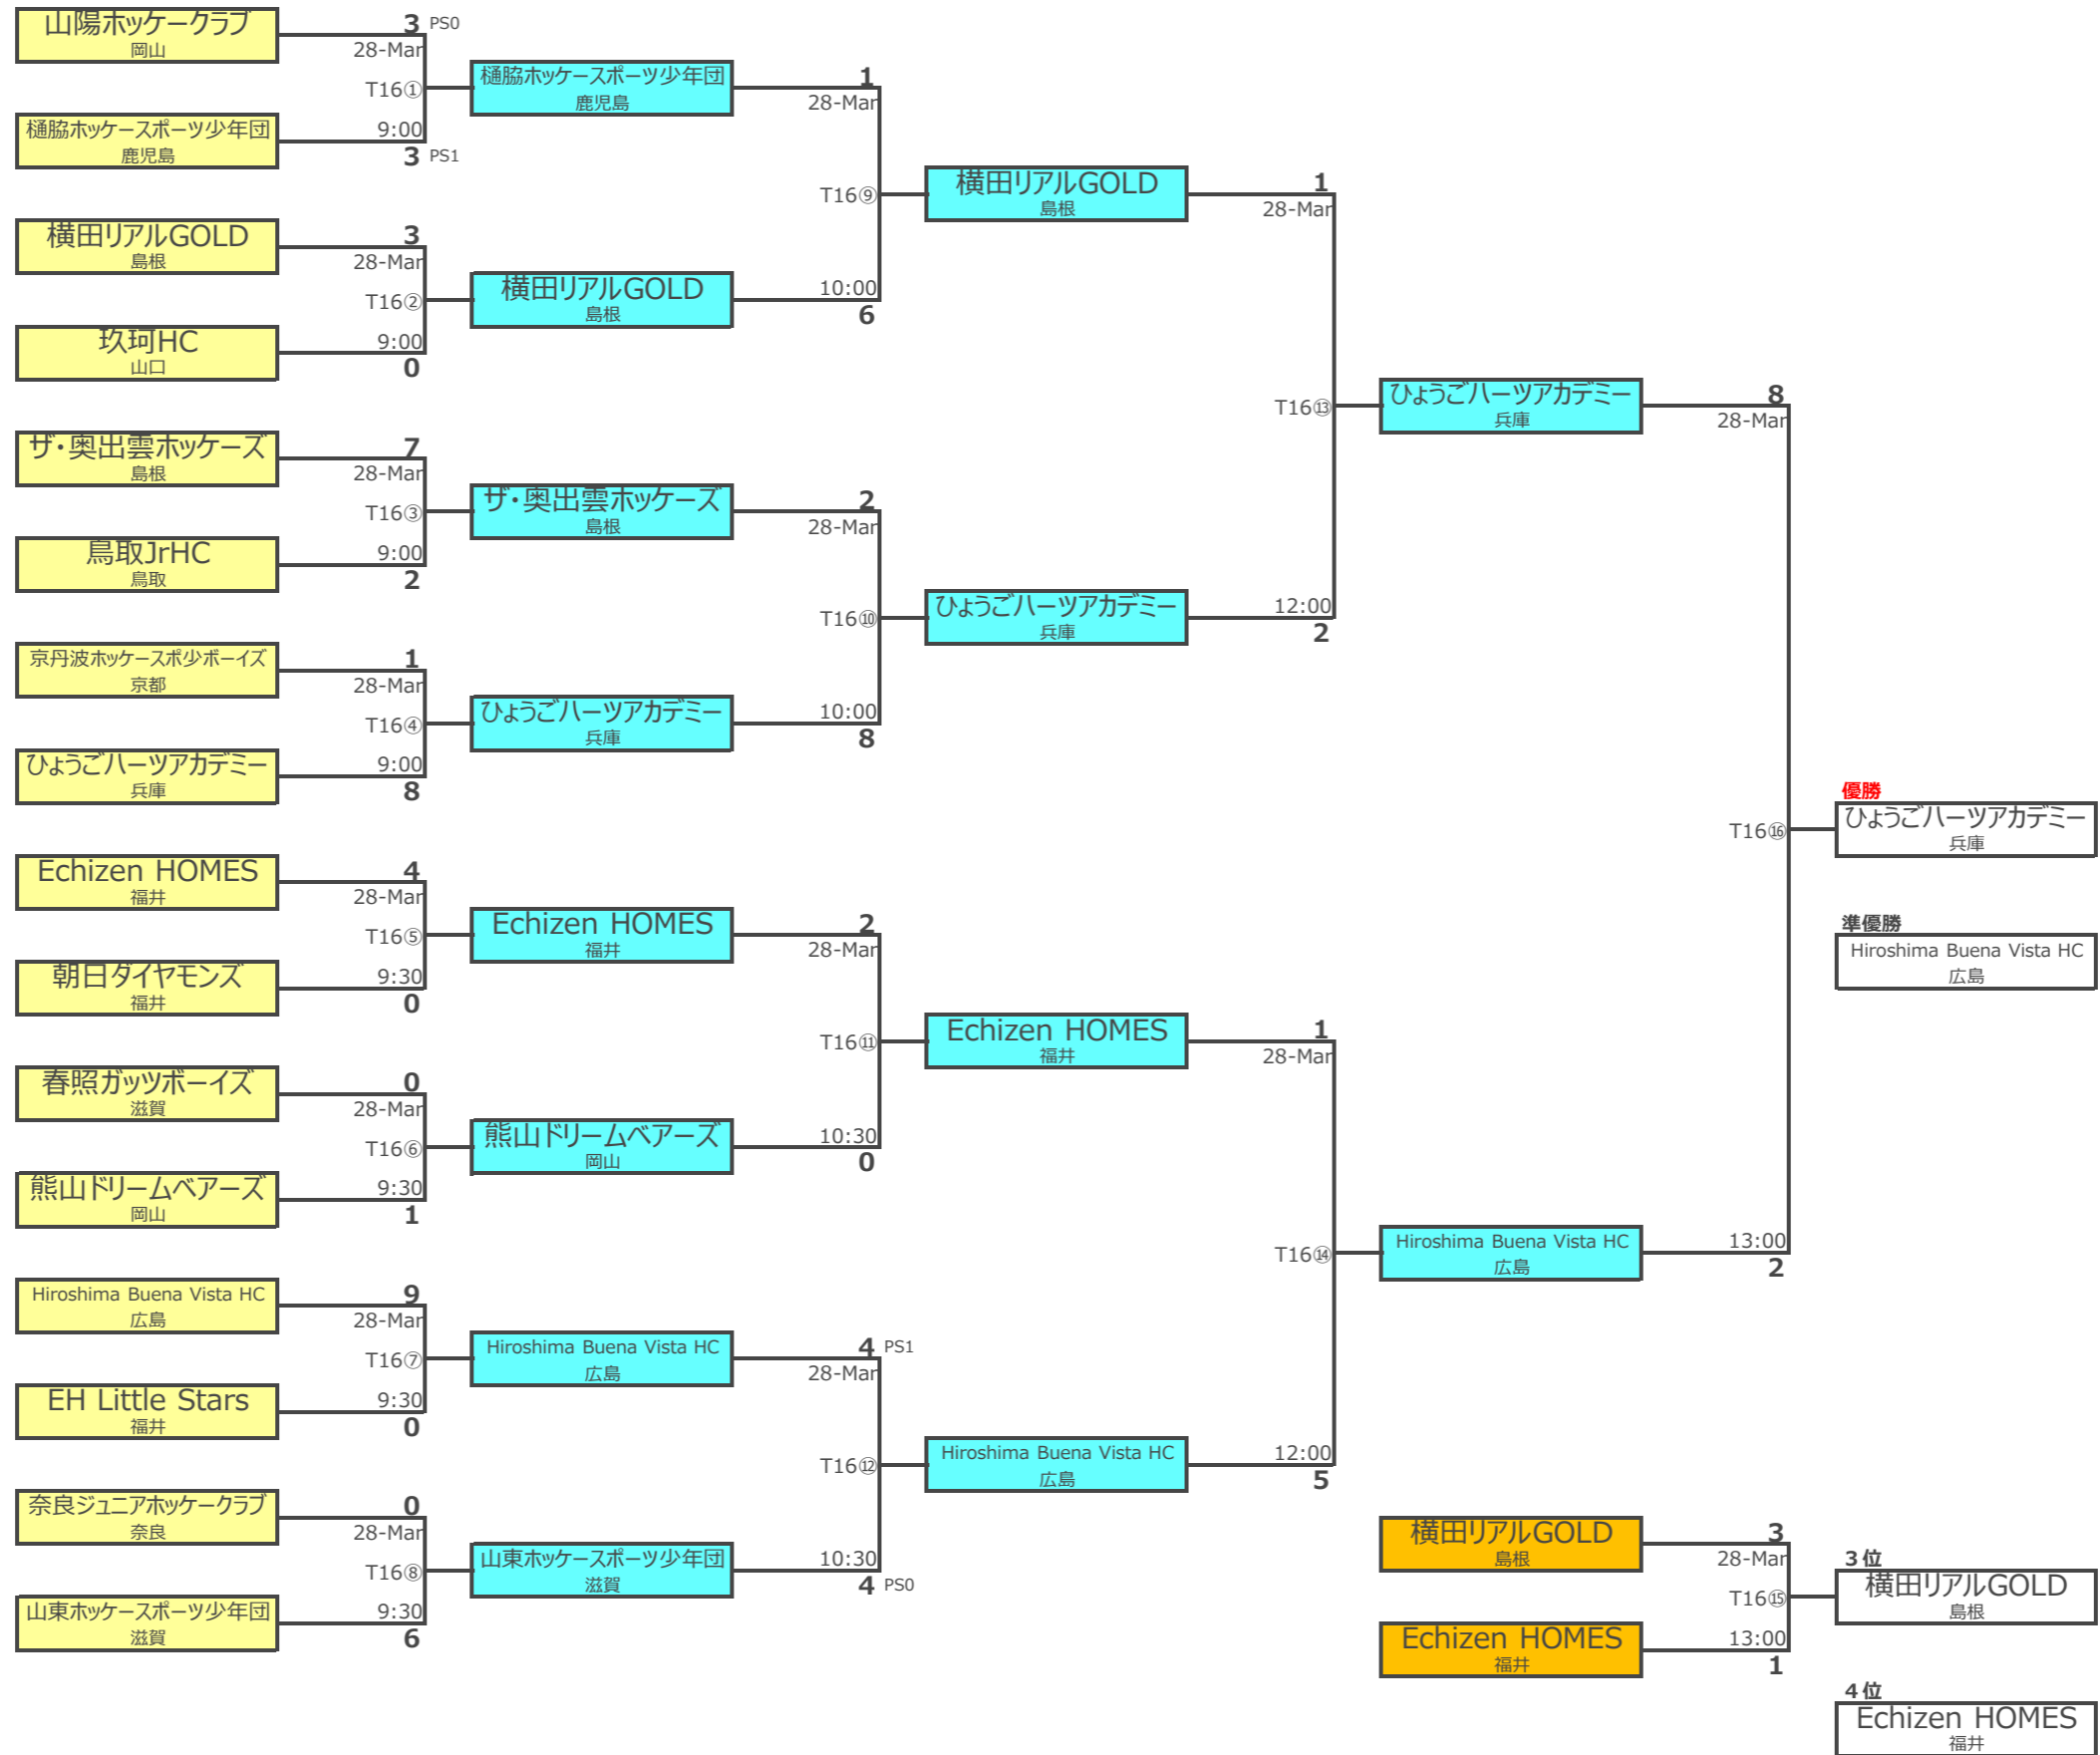 山陽ホッケークラブ
岡山
3 PS0
28-Mar
T16①
9:00
樋脇ホッケースポーツ少年団
鹿児島
3 PS1
横田リアルGOLD
島根
3
28-Mar
T16②
9:00
玖珂HC
山口
0
ザ・奥出雲ホッケーズ
島根
7
28-Mar
T16③
9:00
鳥取JrHC
鳥取
2
京丹波ホッケースポ少ボーイズ
京都
1
28-Mar
T16④
9:00
ひょうごハーツアカデミー
兵庫
8
Echizen HOMES
福井
4
28-Mar
T16⑤
9:30
朝日ダイヤモンズ
福井
0
春照ガッツボーイズ
滋賀
0
28-Mar
T16⑥
9:30
熊山ドリームベアーズ
岡山
1
Hiroshima Buena Vista HC
広島
9
28-Mar
T16⑦
9:30
EH Little Stars
福井
0
奈良ジュニアホッケークラブ
奈良
0
28-Mar
T16⑧
9:30
山東ホッケースポーツ少年団
滋賀
6
樋脇ホッケースポーツ少年団
鹿児島
1
28-Mar
T16⑨
10:00
横田リアルGOLD
島根
6
ザ・奥出雲ホッケーズ
島根
2
28-Mar
T16⑩
10:00
ひょうごハーツアカデミー
兵庫
8
Echizen HOMES
福井
2
28-Mar
T16⑪
10:30
熊山ドリームベアーズ
岡山
0
Hiroshima Buena Vista HC
広島
4 PS1
28-Mar
T16⑫
10:30
山東ホッケースポーツ少年団
滋賀
4 PS0
横田リアルGOLD
島根
1
28-Mar
T16⑬
12:00
ひょうごハーツアカデミー
兵庫
2
Echizen HOMES
福井
1
28-Mar
T16⑭
12:00
Hiroshima Buena Vista HC
広島
5
ひょうごハーツアカデミー
兵庫
8
28-Mar
T16⑯
13:00
Hiroshima Buena Vista HC
広島
2
優勝
ひょうごハーツアカデミー
兵庫
準優勝
Hiroshima Buena Vista HC
広島
横田リアルGOLD
島根
3
28-Mar
T16⑮
13:00
Echizen HOMES
福井
1
３位
横田リアルGOLD
島根
４位
Echizen HOMES
福井